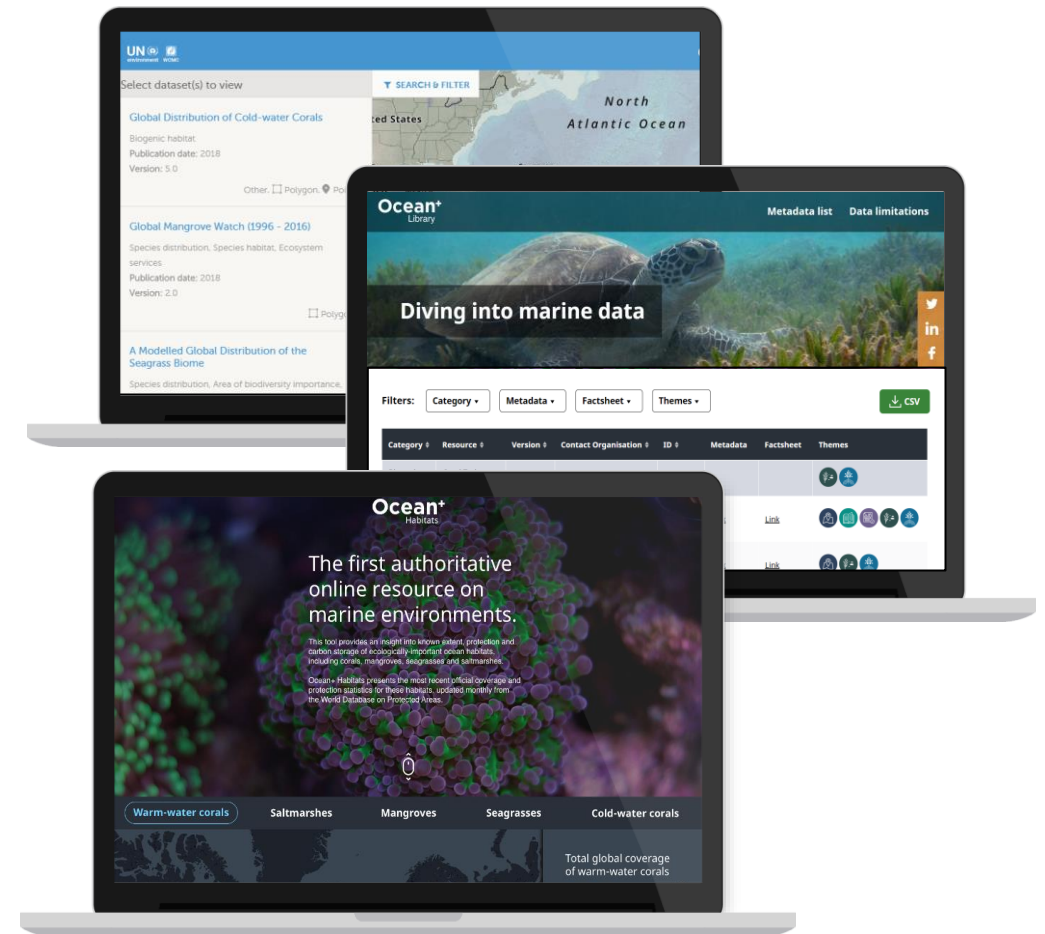 UN
environment WCMC
Select dataset(s) to view
SEARCH & FILTER
Global Distribution of Cold-water Corals
Biogenic habitat
Publication date: 2018
Version: 5.0
Other, Polygon,
Global Mangrove Watch (1996 - 2016)
Species distribution, Species habitat, Ecosystem
services
Publication date: 2018
Version: 2.0
A Modelled Global Distribution of the
Seagrass Biome
Species distribution, Area of biodiversity importance,
ted States
North
Atlantic Ocean
Ocean+
Library
Metadata list Data limitations
Diving into marine data
in
f
Filters: Category Metadata Factsheet Themes CSV
Category Resource Version Contact Organisation ID Metadata Factsheet Themes
Link
Link
Ocean+
Habitats
The first authoritative
online resource on
marine environments.
This tool provides an insight into known extent, protection and
carbon storage of ecologically-important ocean habitats,
including corals, mangroves, seagrasses and saltmarshes.
Ocean+ Habitats presents the most recent official coverage and
protection statistics for these habitats, updated monthly from
the World Database on Protected Areas.
Warm-water corals Saltmarshes Mangroves Seagrasses Cold-water corals
Total global coverage
of warm-water corals